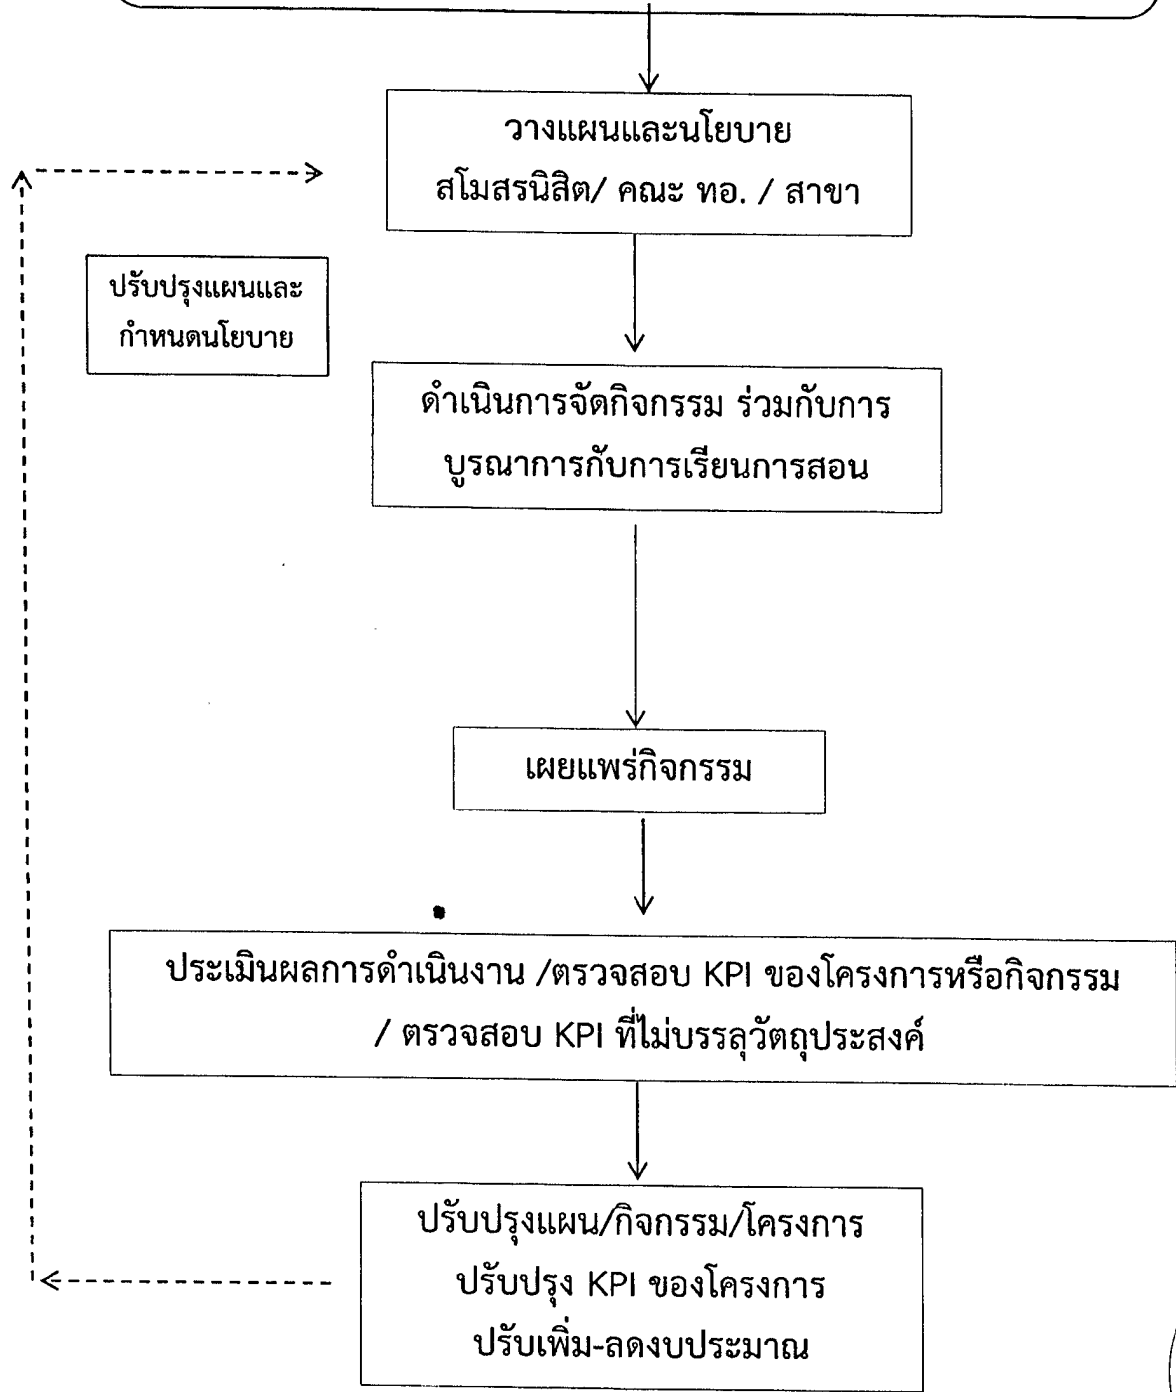 วางแผนและนโยบาย
สโมสรนิสิต/ คณะ ทอ. / สาขา
ปรับปรุงแผนและ
กำหนดนโยบาย
ดำเนินการจัดกิจกรรม ร่วมกับการ
บูรณาการกับการเรียนการสอน
เผยแพร่กิจกรรม
ประเมินผลการดำเนินงาน /ตรวจสอบ KPI ของโครงการหรือกิจกรรม
/ ตรวจสอบ KPI ที่ไม่บรรลุวัตถุประสงค์
ปรับปรุงแผน/กิจกรรม/โครงการ
ปรับปรุง KPI ของโครงการ
ปรับเพิ่ม-ลดงบประมาณ